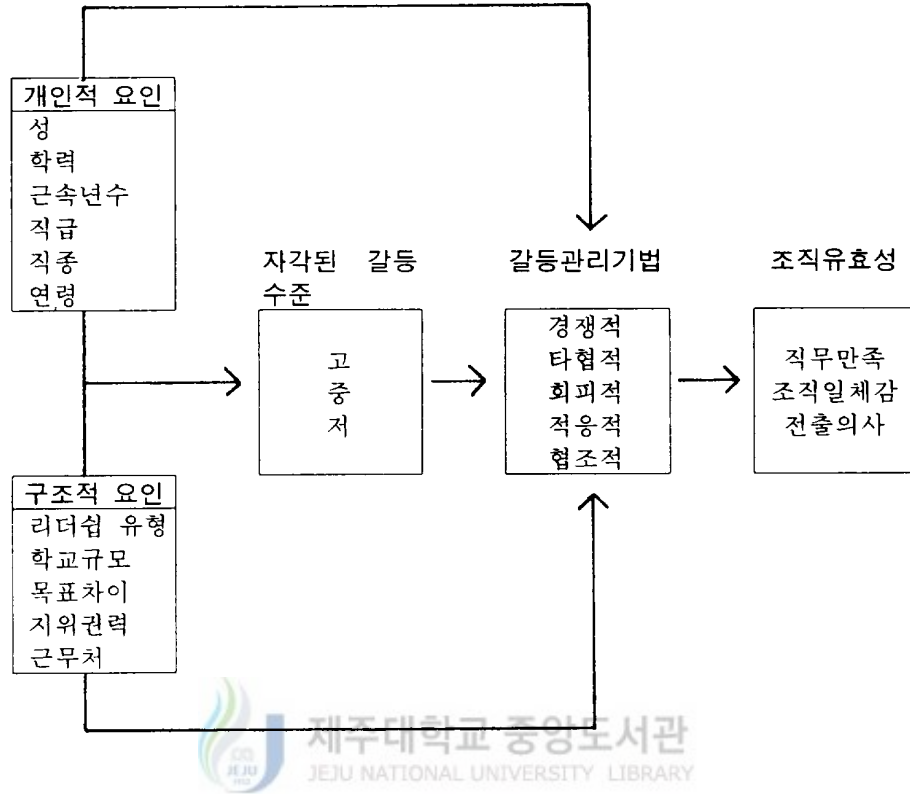 개인적 요인
성
학력
근속년수
직급
직종
연령
자각된 갈등
수준
고
중
저
갈등관리기법
경쟁적
타협적
회피적
적응적
협조적
조직유효성
직무만족
조직일체감
전출의사
구조적 요인
리더쉽 유형
학교규모
목표차이
지위권력
근무처
제주대학교 중앙도서관
JEJU NATIONAL UNIVERSITY LIBRARY
JEJU
1952